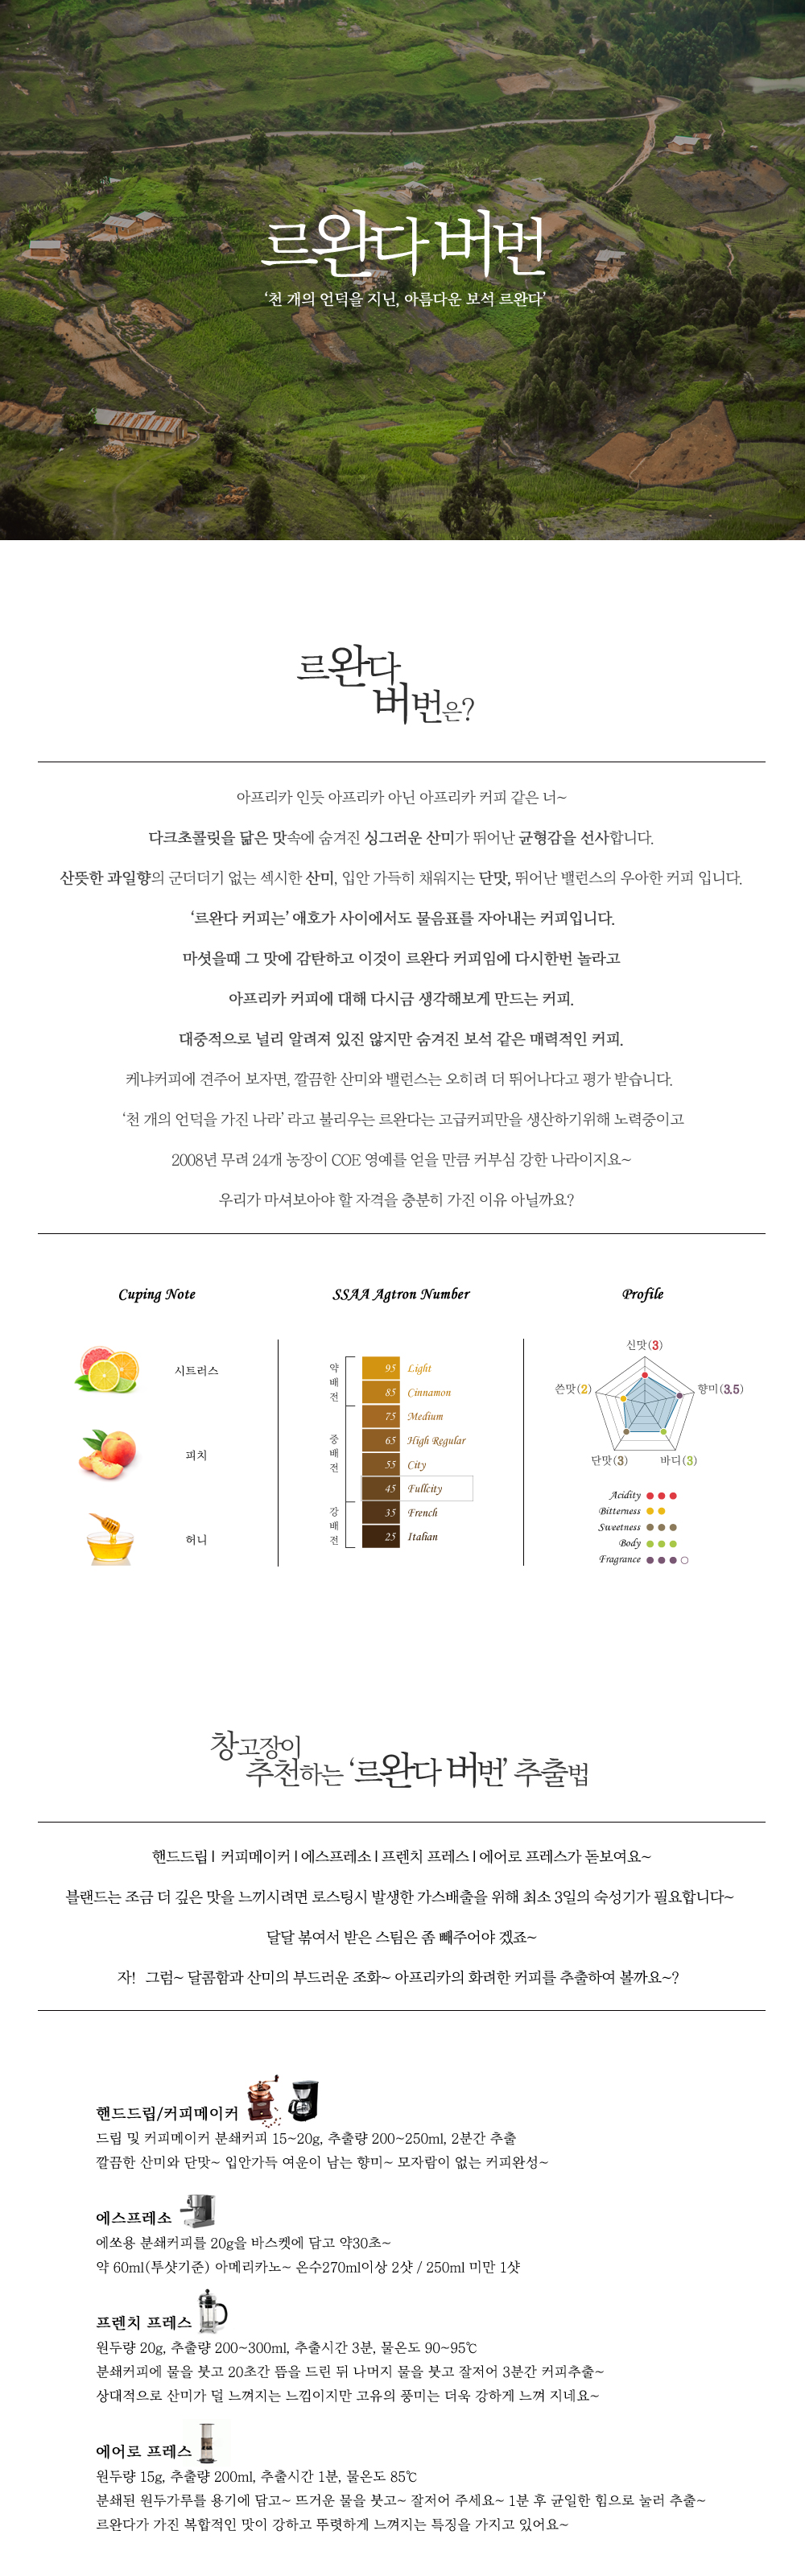 르완다 버번
‘천 개의 언덕을 지닌, 아름다운 보석 르완다’
르완다
버번은?
아프리카 인듯 아프리카 아닌 아프리카 커피 같은 너~
다크초콜릿을 닮은 맛속에 숨겨진 싱그러운 산미가 뛰어난 균형감을 선사합니다.
산뜻한 과일향의 군더더기 없는 섹시한 산미, 입안 가득히 채워지는 단맛, 뛰어난 밸런스의 우아한 커피 입니다.
‘르완다 커피는’ 애호가 사이에서도 물음표를 자아내는 커피입니다.
마셧을때 그 맛에 감탄하고 이것이 르완다 커피임에 다시한번 놀라고
아프리카 커피에 대해 다시금 생각해보게 만드는 커피.
대중적으로 널리 알려져 있진 않지만 숨겨진 보석 같은 매력적인 커피.
케냐커피에 견주어 보자면, 깔끔한 산미와 밸런스는 오히려 더 뛰어나다고 평가 받습니다.
‘천 개의 언덕을 가진 나라’ 라고 불리우는 르완다는 고급커피만을 생산하기위해 노력중이고
2008년 무려 24개 농장이 COE 영예를 얻을 만큼 커부심 강한 나라이지요~
우리가 마셔보아야 할 자격을 충분히 가진 이유 아닐까요?
Cuping Note
시트러스
피치
허니
SSAA Agtron Number
약배전
중배전
강배전
95 Light
85 Cinnamon
75 Medium
65 High Regular
55 City
45 Fullcity
35 French
25 Italian
Profile
신맛(3)
쓴맛(2)
향미(3.5)
단맛(3)
바디(3)
Acidity
Bitterness
Sweetness
Body
Fragrance
창고장이
추천하는 ‘르완다 버번’ 추출법
핸드드립 | 커피메이커 | 에스프레소 | 프렌치 프레스 | 에어로 프레스가 돋보여요~
블랜드는 조금 더 깊은 맛을 느끼시려면 로스팅시 발생한 가스배출을 위해 최소 3일의 숙성기가 필요합니다~
달달 볶여서 받은 스팀은 좀 빼주어야 겠죠~
자! 그럼~ 달콤함과 산미의 부드러운 조화~ 아프리카의 화려한 커피를 추출하여 볼까요~?
핸드드립/커피메이커
드립 및 커피메이커 분쇄커피 15~20g, 추출량 200~250ml, 2분간 추출
깔끔한 산미와 단맛~ 입안가득 여운이 남는 향미~ 모자람이 없는 커피완성~
에스프레소
에쏘용 분쇄커피를 20g을 바스켓에 담고 약30초~
약 60ml(투샷기준) 아메리카노~ 온수270ml이상 2샷 / 250ml 미만 1샷
프렌치 프레스
원두량 20g, 추출량 200~300ml, 추출시간 3분, 물온도 90~95℃
분쇄커피에 물을 붓고 20초간 뜸을 드린 뒤 나머지 물을 붓고 잘저어 3분간 커피추출~
상대적으로 산미가 덜 느껴지는 느낌이지만 고유의 풍미는 더욱 강하게 느껴 지네요~
에어로 프레스
원두량 15g, 추출량 200ml, 추출시간 1분, 물온도 85℃
분쇄된 원두가루를 용기에 담고~ 뜨거운 물을 붓고~ 잘저어 주세요~ 1분 후 균일한 힘으로 눌러 추출~
르완다가 가진 복합적인 맛이 강하고 뚜렷하게 느껴지는 특징을 가지고 있어요~